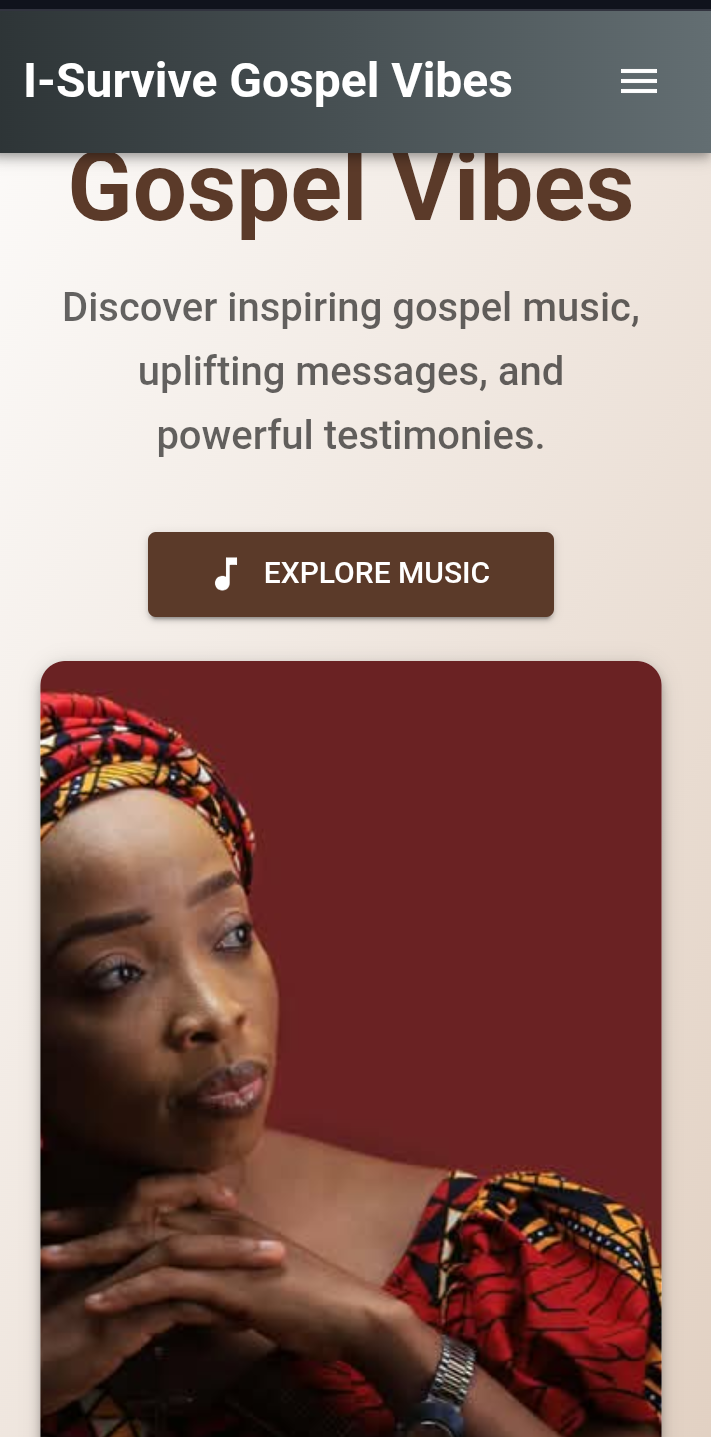 I-Survive Gospel Vibes
Gospel Vibes
Discover inspiring gospel music,
uplifting messages, and
powerful testimonies.
EXPLORE MUSIC